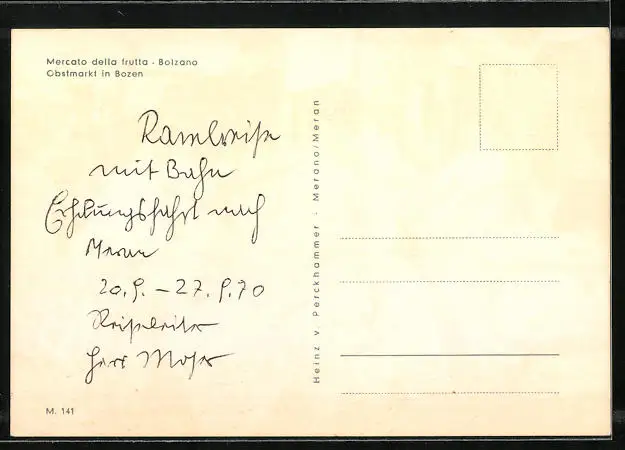 Mercato della frutta - Bolzano
Obstmarkt in Bozen
mit Bahn
Erholungsfahrt nach
Meran
20.9. – 27.9.70
Reiseleiter
Herr Moser
Heinz v. Perckhammer - Merano/Meran
M. 141